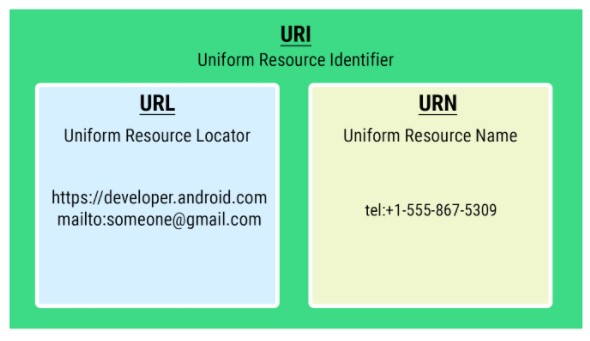 URI
Uniform Resource Identifier
URL
Uniform Resource Locator
https://developer.android.com
mailto:someone@gmail.com
URN
Uniform Resource Name
tel:+1-555-867-5309